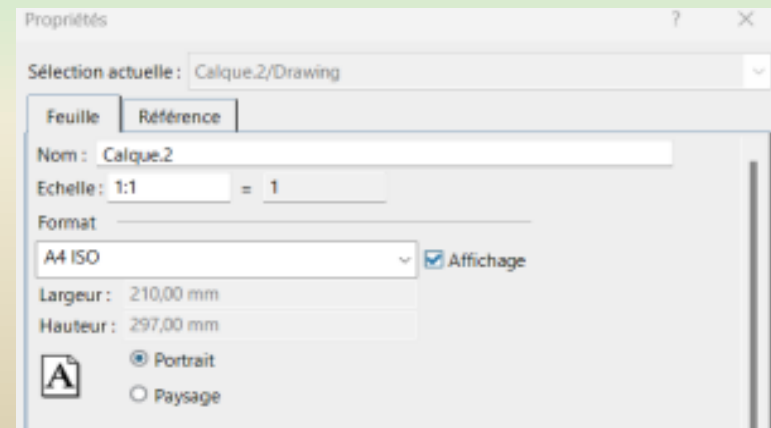 Propriétés ? ×
Sélection actuelle : Calque.2/Drawing
Feuille Référence
Nom : Calque.2
Echelle : 1:1 = 1
Format
A4 ISO Affichage
Largeur : 210,00 mm
Hauteur : 297,00 mm
A Portrait
Paysage